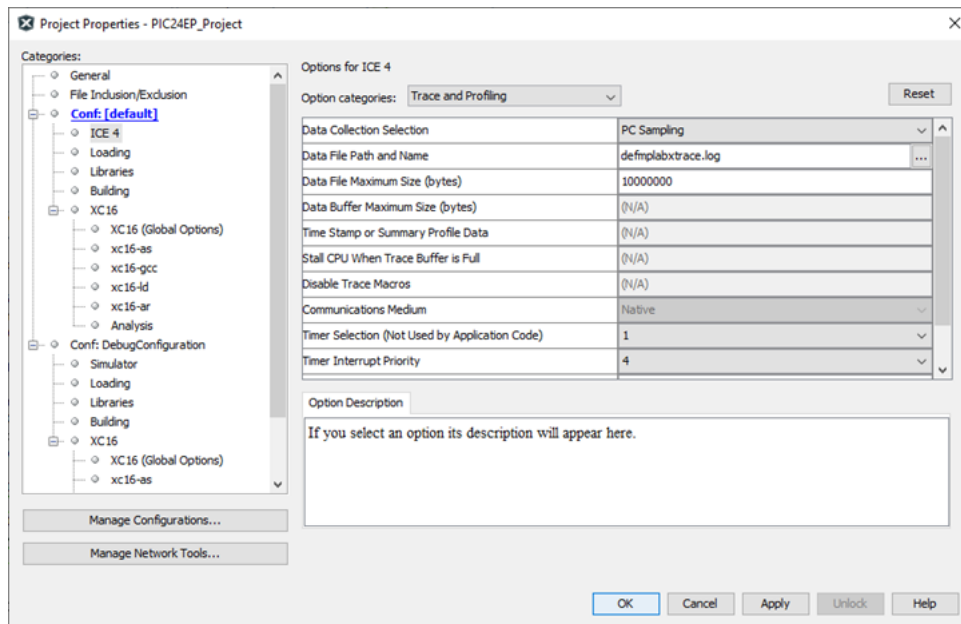 Project Properties - PIC24EP_Project
Categories:
General
File Inclusion/Exclusion
Conf: [default]
ICE 4
Loading
Libraries
Building
XC16
XC16 (Global Options)
xc16-as
xc16-gcc
xc16-ld
xc16-ar
Analysis
Conf: DebugConfiguration
Simulator
Loading
Libraries
Building
XC16
XC16 (Global Options)
xc16-as
Manage Configurations...
Manage Network Tools...
Options for ICE 4
Option categories: Trace and Profiling Reset
Data Collection Selection PC Sampling
Data File Path and Name defmplabxtrace.log ...
Data File Maximum Size (bytes) 10000000
Data Buffer Maximum Size (bytes) (N/A)
Time Stamp or Summary Profile Data (N/A)
Stall CPU When Trace Buffer is Full (N/A)
Disable Trace Macros (N/A)
Communications Medium Native
Timer Selection (Not Used by Application Code) 1
Timer Interrupt Priority 4
Option Description
If you select an option its description will appear here.
OK Cancel Apply Unlock Help